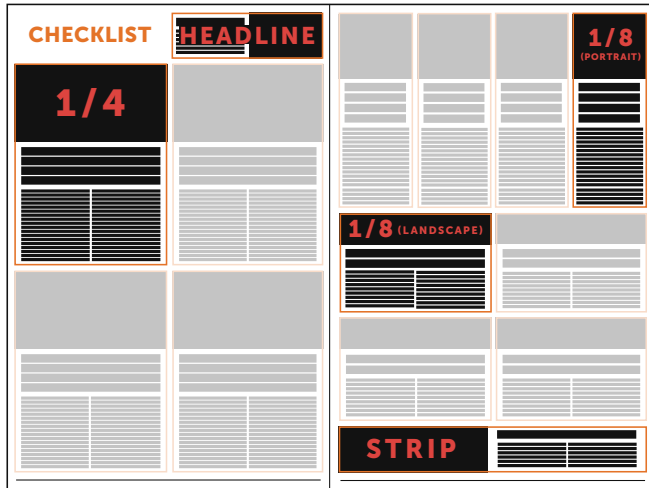 CHECKLIST
HEADLINE
1/4
1/8
(PORTRAIT)
1/8 (LANDSCAPE)
STRIP